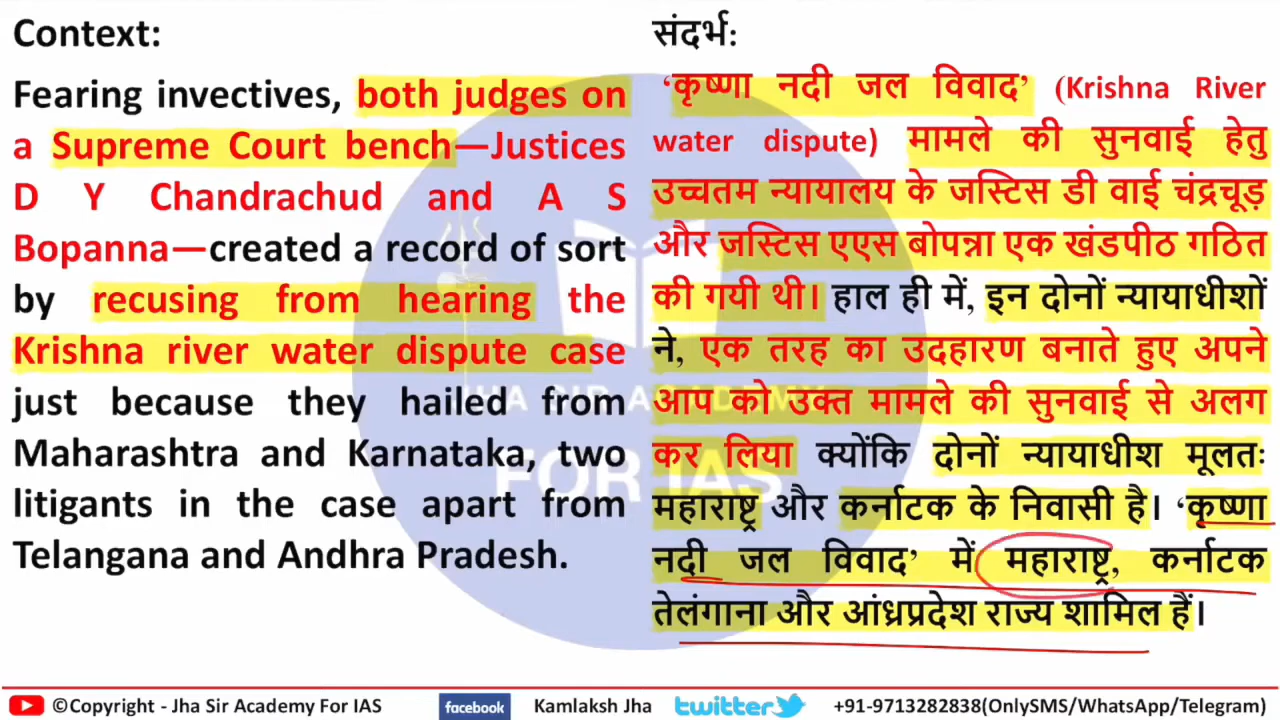 Context:
Fearing invectives, both judges on
a Supreme Court bench—Justices
D Y Chandrachud and A S
Bopanna—created a record of sort
by recusing from hearing the
Krishna river water dispute case
just because they hailed from
Maharashtra and Karnataka, two
litigants in the case apart from
Telangana and Andhra Pradesh.
संदर्भ:
‘कृष्णा नदी जल विवाद’ (Krishna River
water dispute) मामले की सुनवाई हेतु
उच्चतम न्यायालय के जस्टिस डी वाई चंद्रचूड़
और जस्टिस एएस बोपन्ना एक खंडपीठ गठित
की गयी थी। हाल ही में, इन दोनों न्यायाधीशों
ने, एक तरह का उदहारण बनाते हुए अपने
आप को उक्त मामले की सुनवाई से अलग
कर लिया क्योंकि दोनों न्यायाधीश मूलतः
महाराष्ट्र और कर्नाटक के निवासी है। ‘कृष्णा
नदी जल विवाद’ में महाराष्ट्र, कर्नाटक
तेलंगाना और आंध्रप्रदेश राज्य शामिल हैं।
JHA SIR ACADEMY
FOR IAS
©Copyright - Jha Sir Academy For IAS facebook Kamlaksh Jha twitter +91-9713282838(OnlySMS/WhatsApp/Telegram)